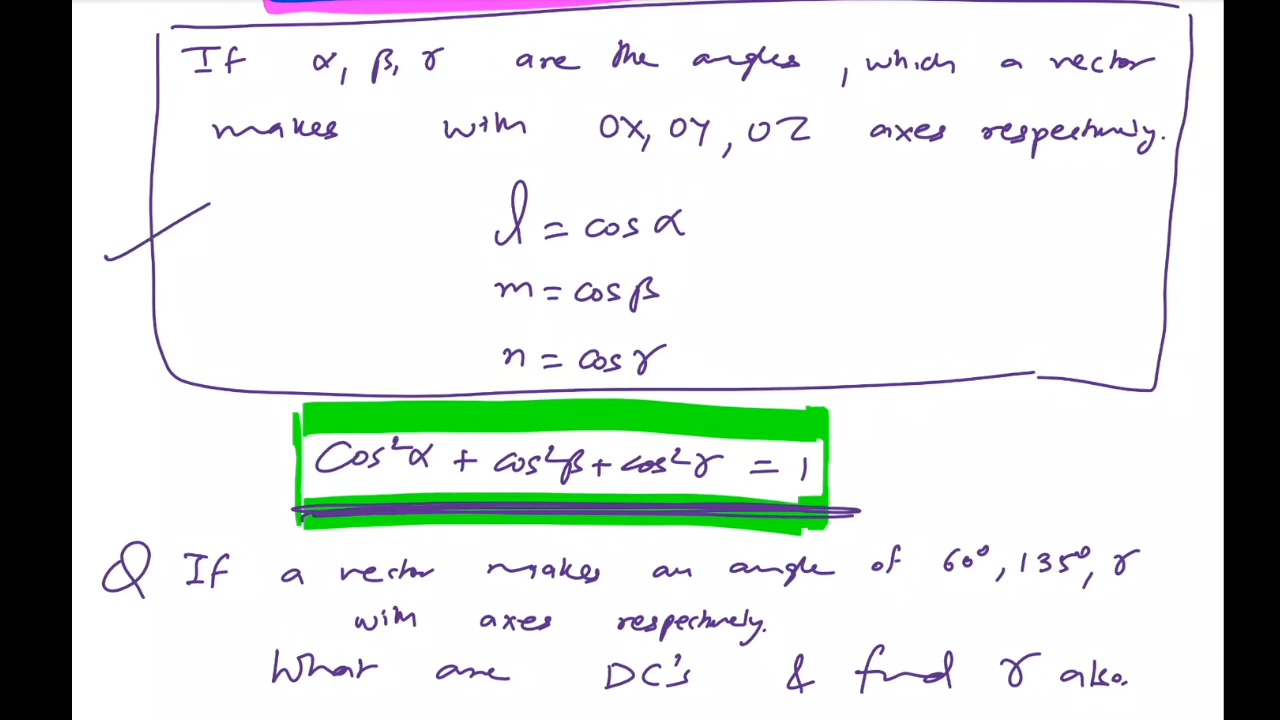 If α, β, γ are the angles, which a vector
makes with OX, OY, OZ axes respectively.
l = cos α
m = cos β
n = cos γ
Cos²α + cos²β + cos²γ = 1
Q If a vector makes an angle of 60°, 135°, γ
with axes respectively.
What are DC's & find γ also.